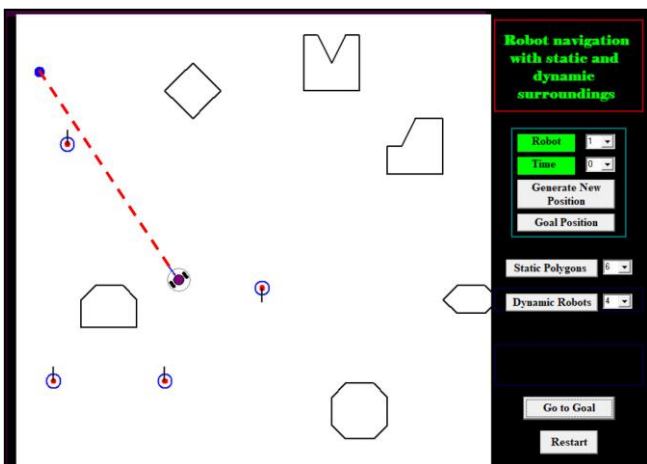 Robot navigation
with static and
dynamic
surroundings
Robot 1
Time 0
Generate New
Position
Goal Position
Static Polygons 6
Dynamic Robots 4
Go to Goal
Restart